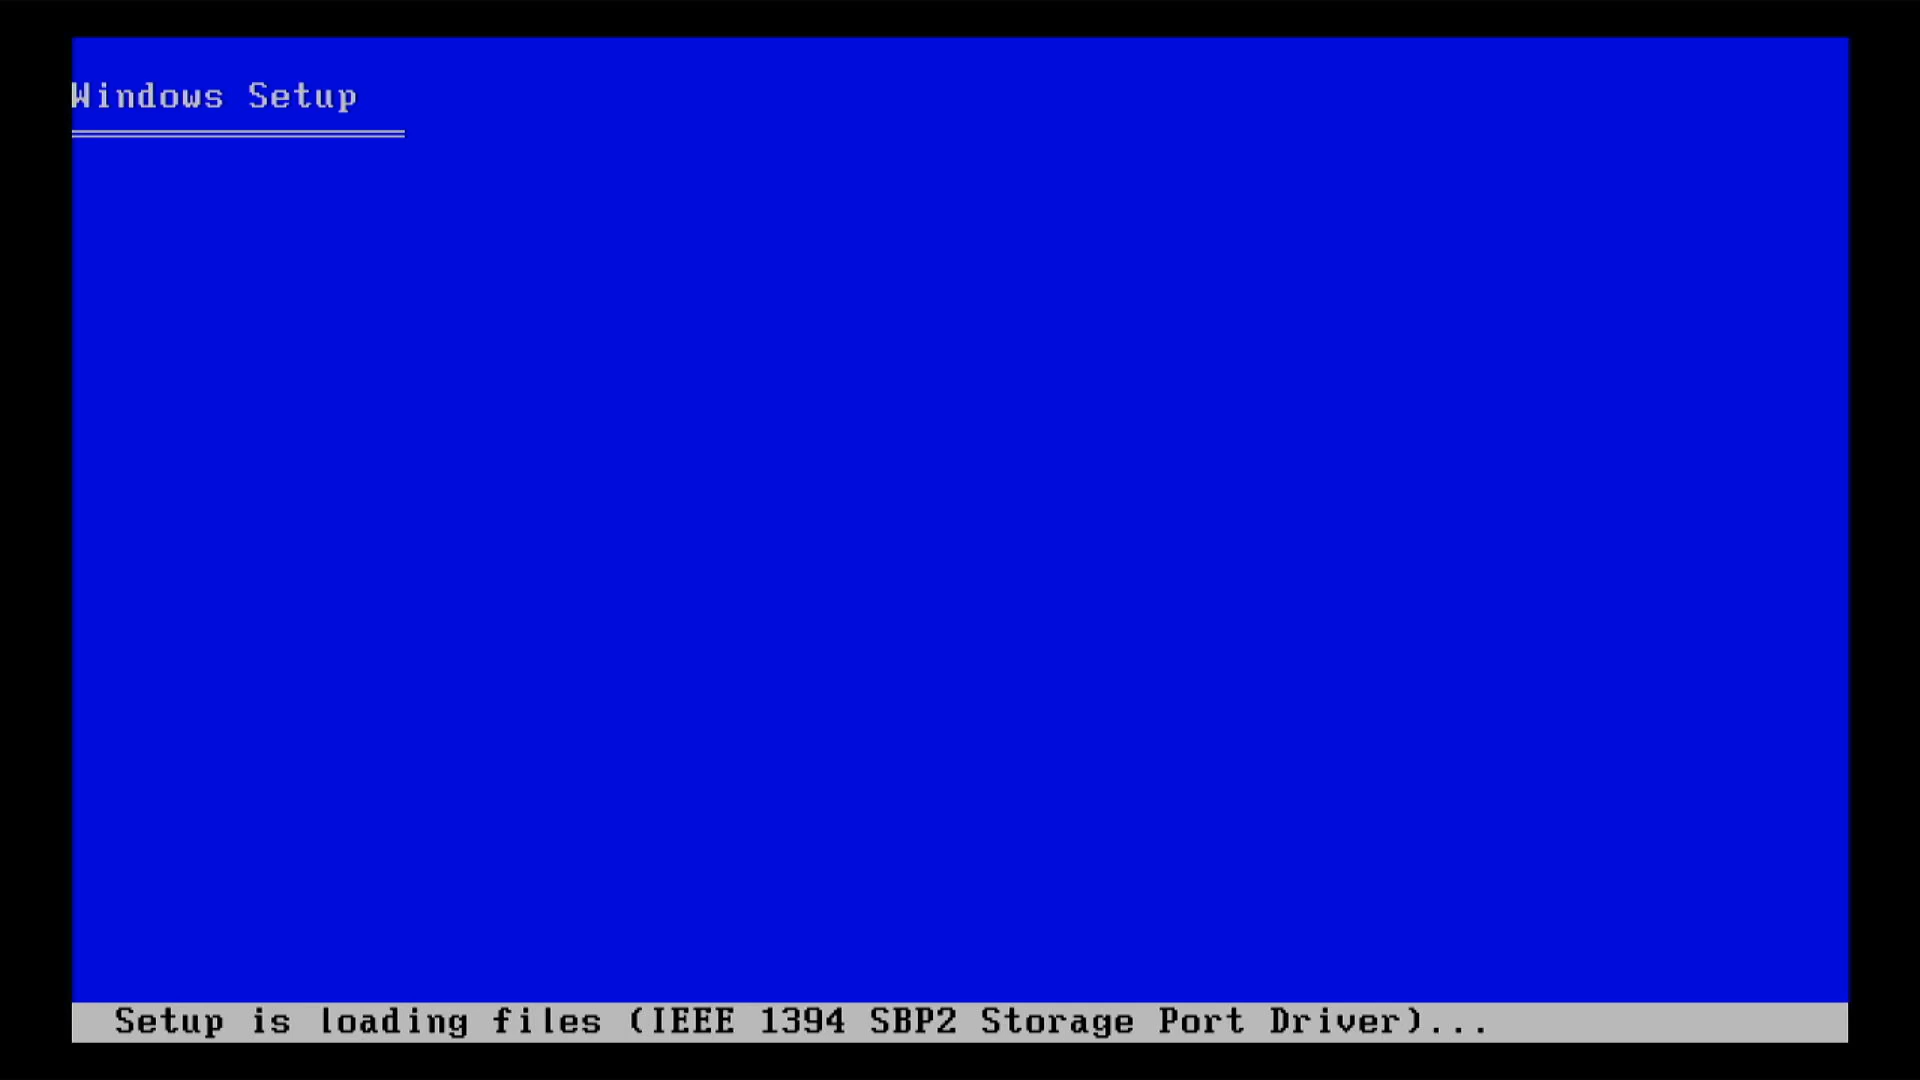 Windows Setup
Setup is loading files (IEEE 1394 SBP2 Storage Port Driver)...